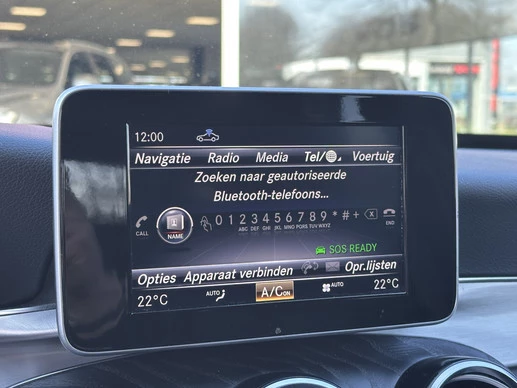 12:00
Navigatie Radio Media Tel/ Voertuig
Zoeken naar geautoriseerde
Bluetooth-telefoons...
0 1 2 3 4 5 6 7 8 9 * # +
ABC DEF GHI JKL MNO PQRS TUV WXYZ
CALL NAME END
SOS READY
Opties Apparaat verbinden Opr.lijsten
22°C AUTO A/C ON AUTO 22°C